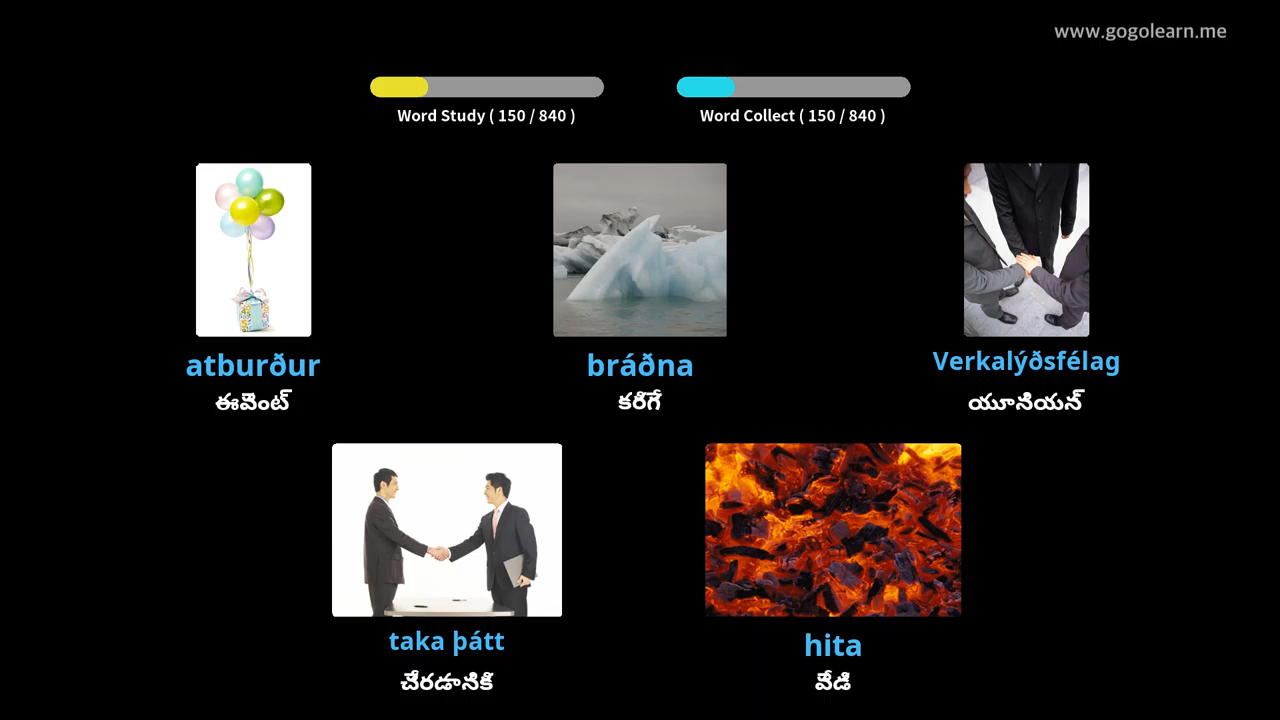 www.gogolearn.me
Word Study ( 150 / 840 )
Word Collect ( 150 / 840 )
atburður
bráðna
Verkalýðsfélag
ఈవెంట్
కరిగే
యూనియన్
taka þátt
hita
చేరడానికి
వేడి